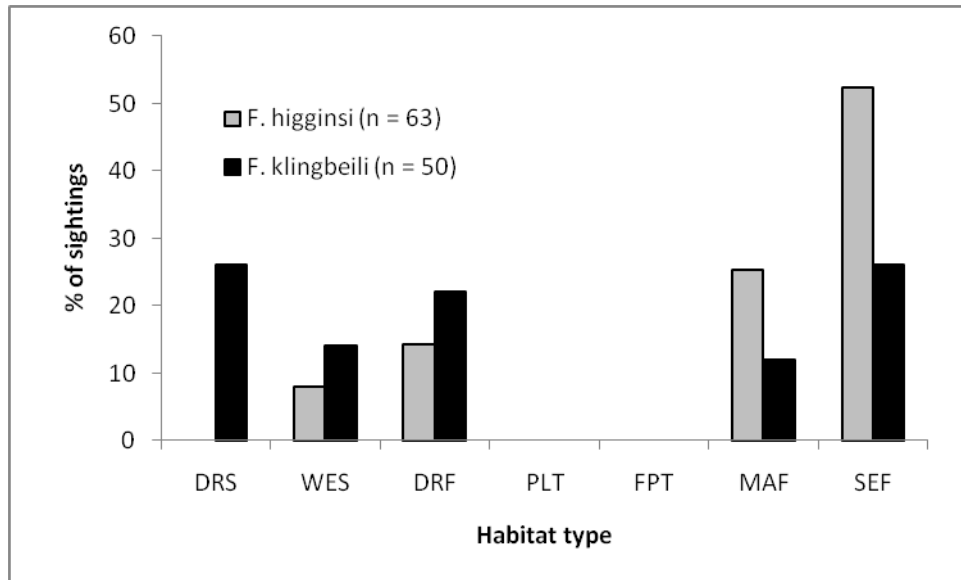 60
50
40
30
20
10
0
% of sightings
F. higginsi (n = 63)
F. klingbeili (n = 50)
DRS WES DRF PLT FPT MAF SEF
Habitat type